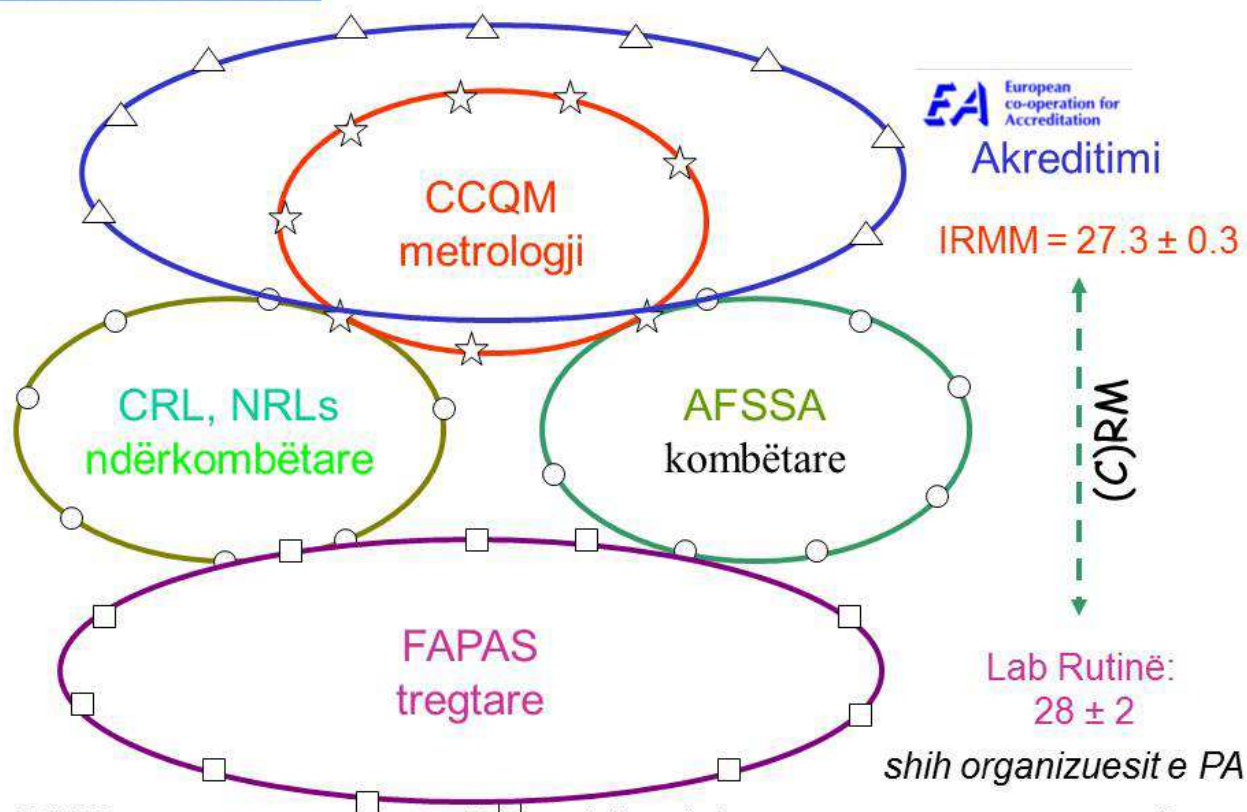 EA European
co-operation for
Accreditation
Akreditimi
CCQM
metrologji
IRMM = 27.3 ± 0.3
CRL, NRLs
ndërkombëtare
AFSSA
kombëtare
(C)RM
FAPAS
tregtare
Lab Rutinë:
28 ± 2
shih organizuesit e PA